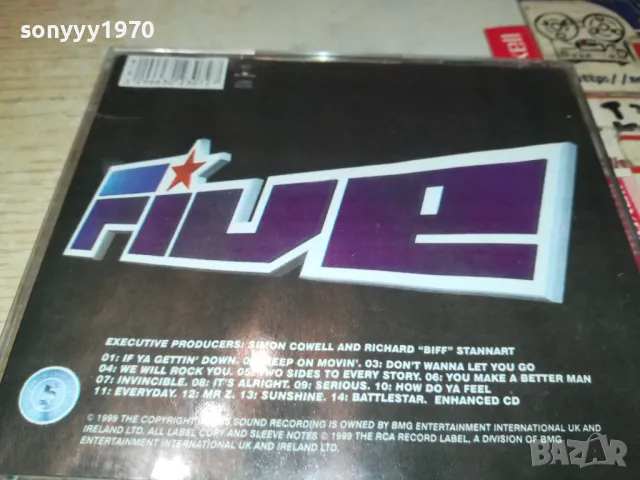 sonyyy1970
five
EXECUTIVE PRODUCERS: SIMON COWELL AND RICHARD "BIFF" STANNART
01: IF YA GETTIN' DOWN. 02: KEEP ON MOVIN'. 03: DON'T WANNA LET YOU GO
04: WE WILL ROCK YOU. 05: TWO SIDES TO EVERY STORY. 06: YOU MAKE A BETTER MAN
07: INVINCIBLE. 08: IT'S ALRIGHT. 09: SERIOUS. 10: HOW DO YA FEEL
11: EVERYDAY. 12: MR Z. 13: SUNSHINE. 14: BATTLESTAR. ENHANCED CD
© 1999 THE COPYRIGHT IN THIS SOUND RECORDING IS OWNED BY BMG ENTERTAINMENT INTERNATIONAL UK AND
IRELAND LTD. ALL LABEL COPY AND SLEEVE NOTES © 1999 THE RCA RECORD LABEL, A DIVISION OF BMG
ENTERTAINMENT INTERNATIONAL UK AND IRELAND LTD.
S
http://
BAZAR.BG